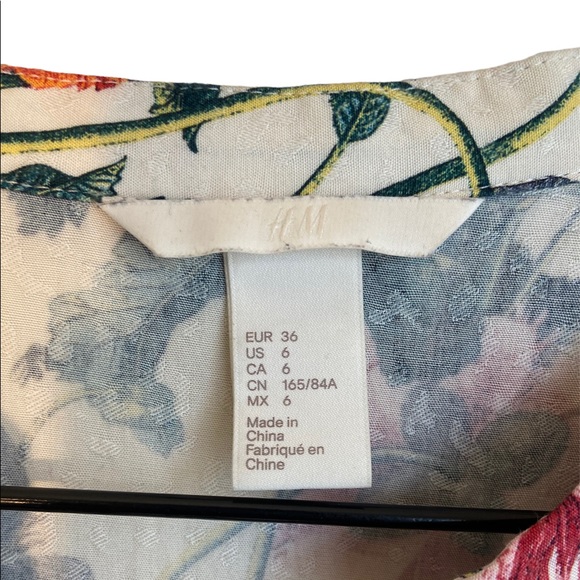 H&M
EUR 36
US 6
CA 6
CN 165/84A
MX 6
Made in
China
Fabriqué en
Chine